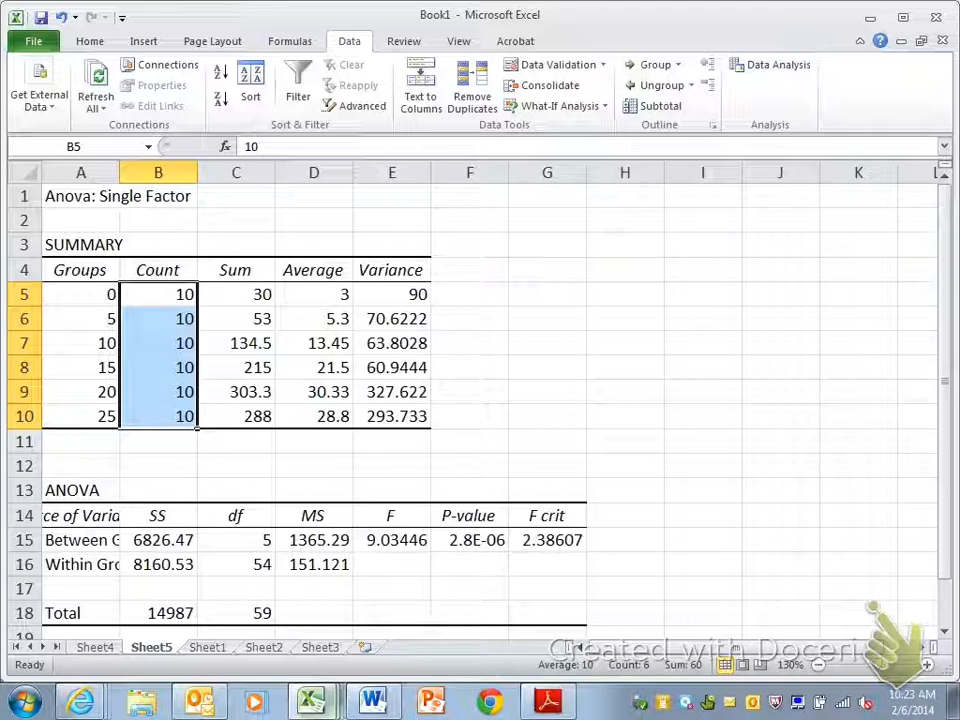 Book1 - Microsoft Excel
File Home Insert Page Layout Formulas Data Review View Acrobat
Get External Data
Refresh All
Connections
Properties
Edit Links
Connections
Sort
Filter
Clear
Reapply
Advanced
Sort & Filter
Text to Columns
Remove Duplicates
Data Validation
Consolidate
What-If Analysis
Data Tools
Group
Ungroup
Subtotal
Outline
Data Analysis
Analysis
B5 fx 10
A B C D E F G H I J K L
1 Anova: Single Factor
2
3 SUMMARY
4 Groups Count Sum Average Variance
5 0 10 30 3 90
6 5 10 53 5.3 70.6222
7 10 10 134.5 13.45 63.8028
8 15 10 215 21.5 60.9444
9 20 10 303.3 30.33 327.622
10 25 10 288 28.8 293.733
11
12
13 ANOVA
14 ce of Varia SS df MS F P-value F crit
15 Between G 6826.47 5 1365.29 9.03446 2.8E-06 2.38607
16 Within Gro 8160.53 54 151.121
17
18 Total 14987 59
19
Sheet4 Sheet5 Sheet1 Sheet2 Sheet3
Created with Doceri
Ready Average: 10 Count: 6 Sum: 60 130%
10:23 AM
2/6/2014